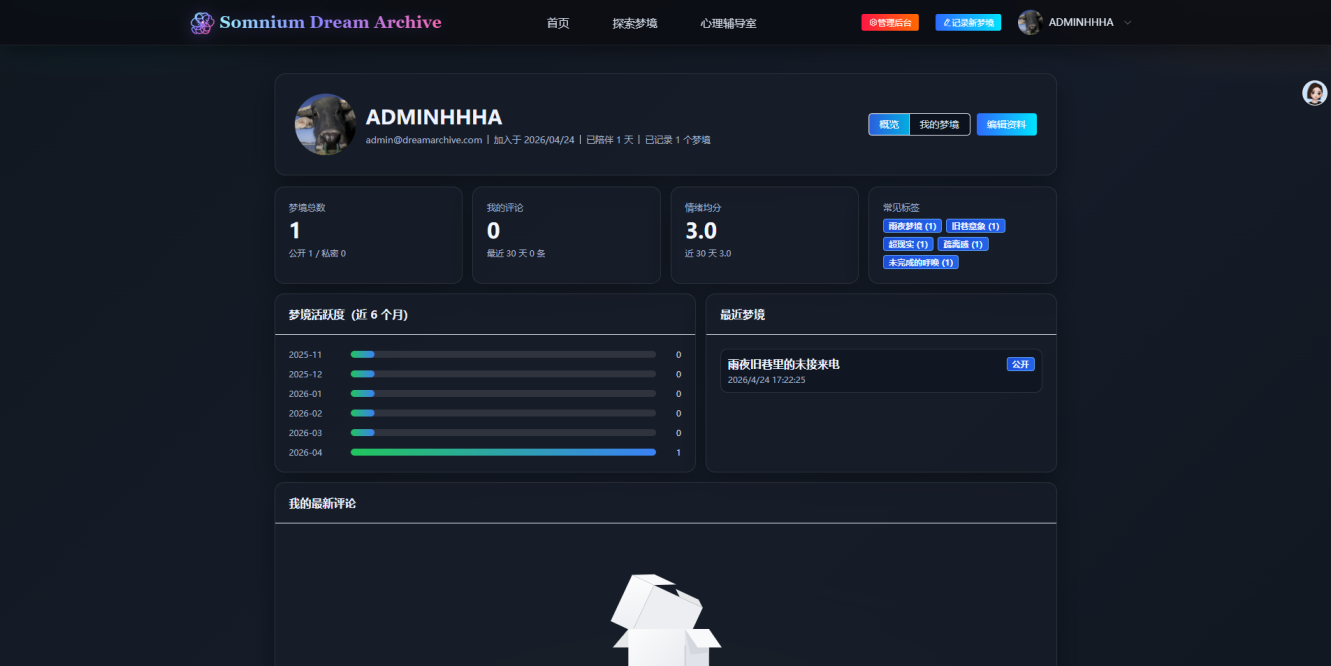 Somnium Dream Archive 首页 探索梦境 心理辅导室 管理后台 记录新梦境 ADMINHHHA
ADMINHHHA
admin@dreamarchive.com | 加入于 2026/04/24 | 已陪伴 1 天 | 已记录 1 个梦境
概览 我的梦境 编辑资料
梦境总数
1
公开 1 / 私密 0
我的评论
0
最近 30 天 0 条
情绪均分
3.0
近 30 天 3.0
常见标签
雨夜梦境 (1) 旧巷意象 (1)
超现实 (1) 疏离感 (1)
未完成的呼唤 (1)
梦境活跃度（近 6 个月）
2025-11 0
2025-12 0
2026-01 0
2026-02 0
2026-03 0
2026-04 1
最近梦境
雨夜旧巷里的未接来电 公开
2026/4/24 17:22:25
我的最新评论